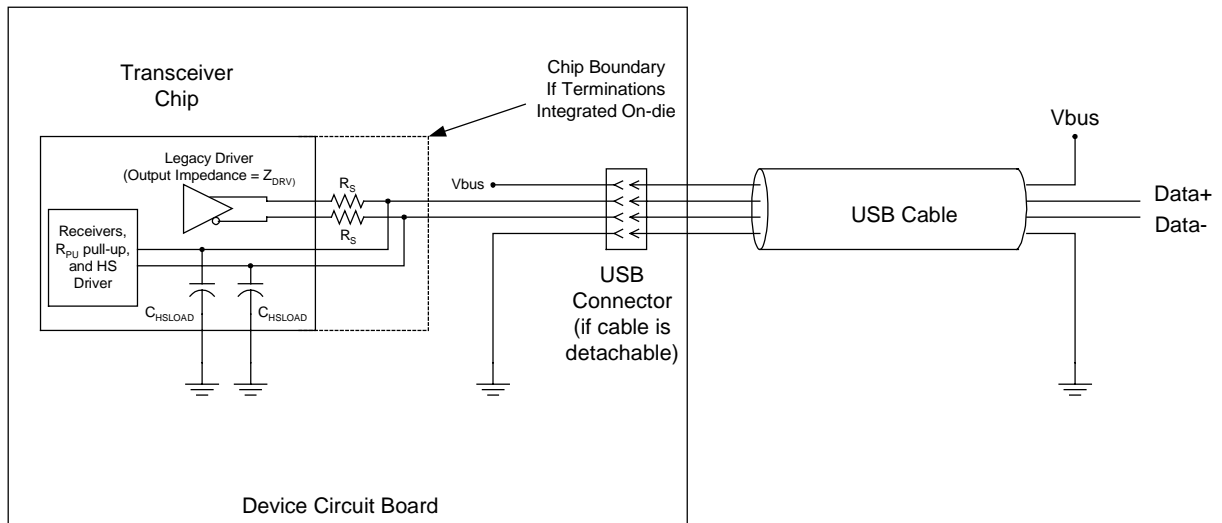 Transceiver
Chip
Chip Boundary
If Terminations
Integrated On-die
Legacy Driver
(Output Impedance = ZDRV)
RS
RS
Receivers,
RPU pull-up,
and HS
Driver
CHSLOAD
CHSLOAD
Vbus
USB
Connector
(if cable is
detachable)
USB Cable
Vbus
Data+
Data-
Device Circuit Board